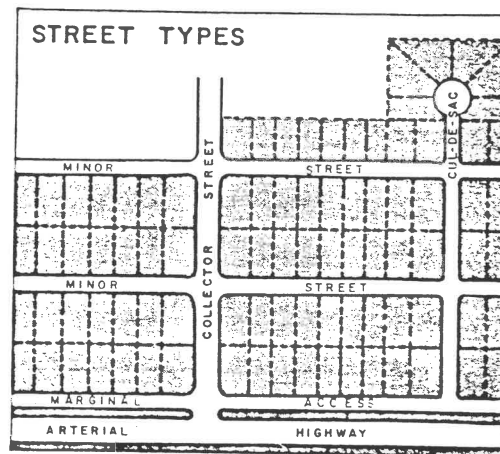 STREET TYPES
CUL-DE-SAC
MINOR STREET
COLLECTOR STREET
MINOR STREET
MARGINAL ACCESS
ARTERIAL HIGHWAY